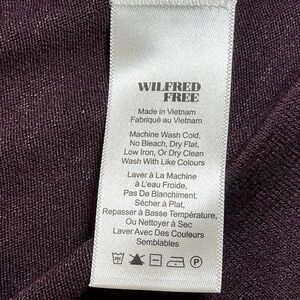 WILFRED
FREE
Made in Vietnam
Fabriqué au Vietnam
Machine Wash Cold,
No Bleach, Dry Flat,
Low Iron, Or Dry Clean
Wash With Like Colours
Laver à La Machine
à L'eau Froide,
Pas De Blanchiment,
Sécher à Plat,
Repasser à Basse Température,
Ou Nettoyer à Sec
Laver Avec Des Couleurs
Semblables